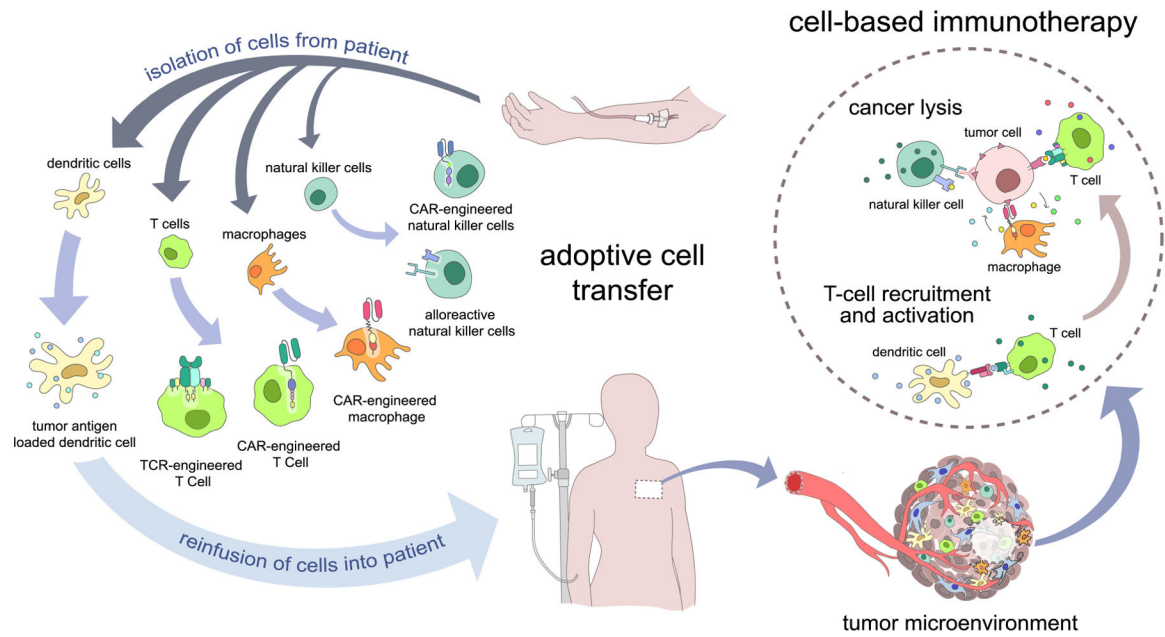 cell-based immunotherapy
isolation of cells from patient
dendritic cells
T cells
macrophages
natural killer cells
CAR-engineered
natural killer cells
alloreactive
natural killer cells
CAR-engineered
macrophage
CAR-engineered
T Cell
TCR-engineered
T Cell
tumor antigen
loaded dendritic cell
reinfusion of cells into patient
adoptive cell
transfer
cancer lysis
tumor cell
T cell
natural killer cell
macrophage
T-cell recruitment
and activation
T cell
dendritic cell
tumor microenvironment